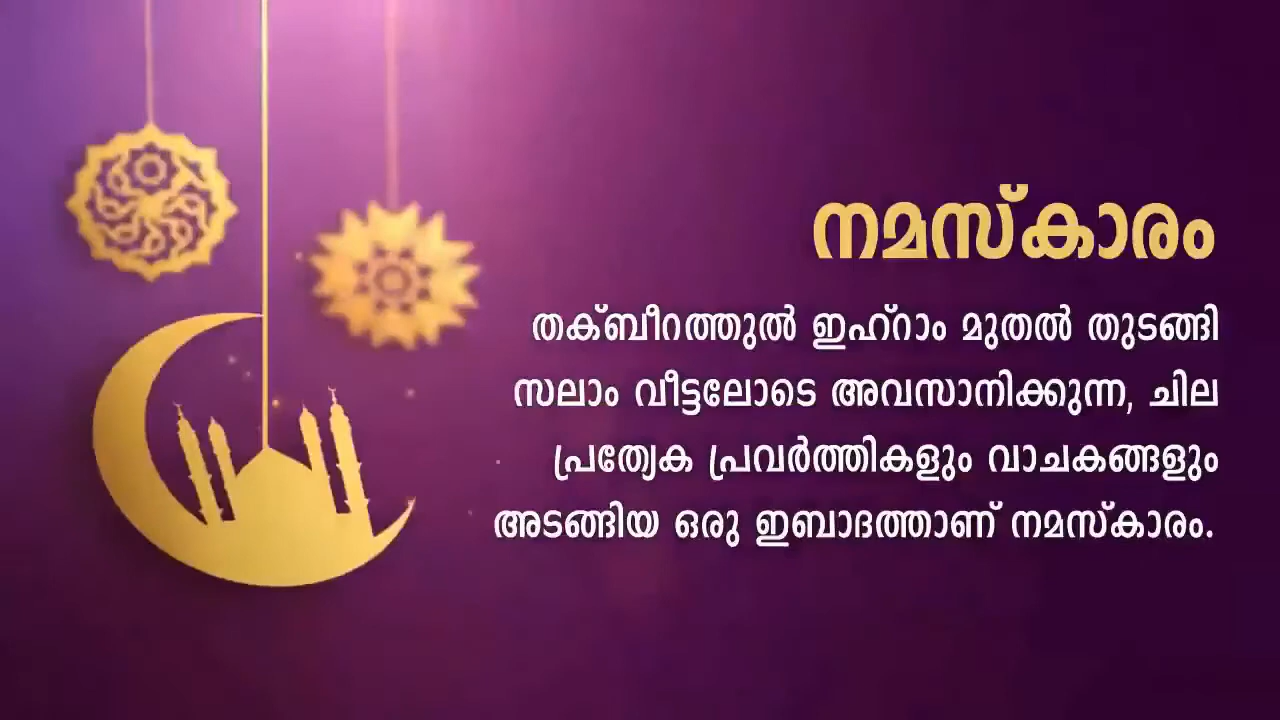 നമസ്കാരം
തക്ബീറത്തുൽ ഇഹ്റാം മുതൽ തുടങ്ങി
സലാം വീട്ടലോടെ അവസാനിക്കുന്ന, ചില
പ്രത്യേക പ്രവർത്തികളും വാചകങ്ങളും
അടങ്ങിയ ഒരു ഇബാദത്താണ് നമസ്കാരം.